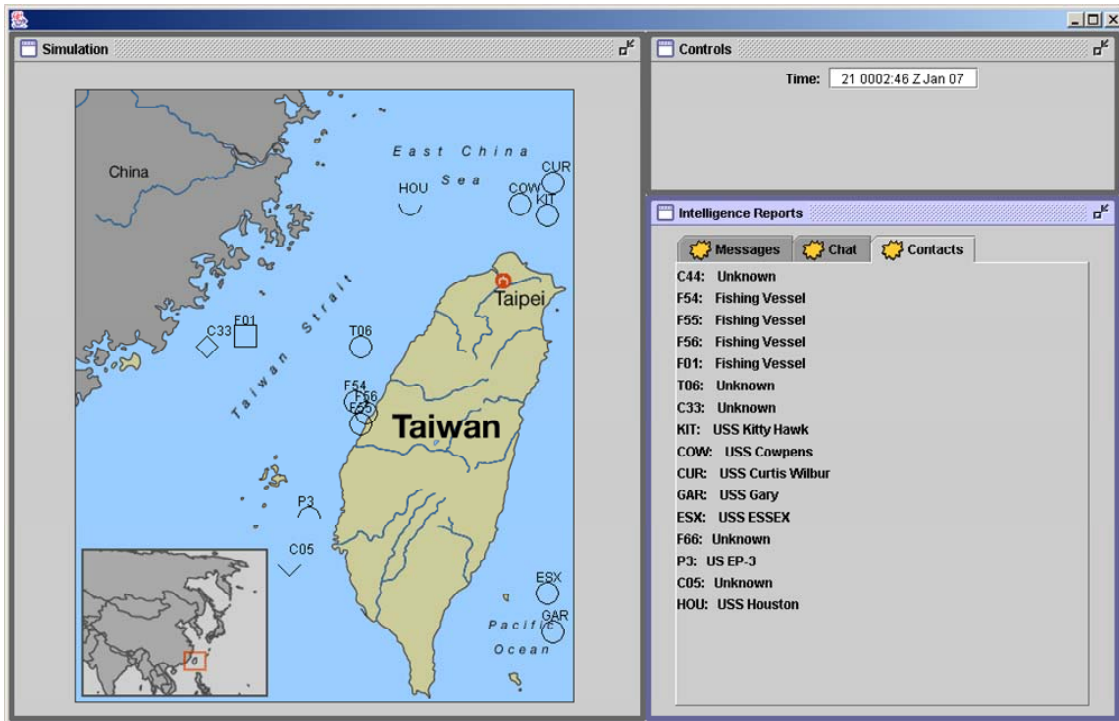 Simulation
China
East China
Sea
CUR
HOU
COW
KIT
Taipei
Taiwan Strait
C33
F01
T06
F54
F56
F55
Taiwan
P3
C05
ESX
GAR
Pacific
Ocean
Controls
Time: 21 0002:46 Z Jan 07
Intelligence Reports
Messages Chat Contacts
C44: Unknown
F54: Fishing Vessel
F55: Fishing Vessel
F56: Fishing Vessel
F01: Fishing Vessel
T06: Unknown
C33: Unknown
KIT: USS Kitty Hawk
COW: USS Cowpens
CUR: USS Curtis Wilbur
GAR: USS Gary
ESX: USS ESSEX
F66: Unknown
P3: US EP-3
C05: Unknown
HOU: USS Houston